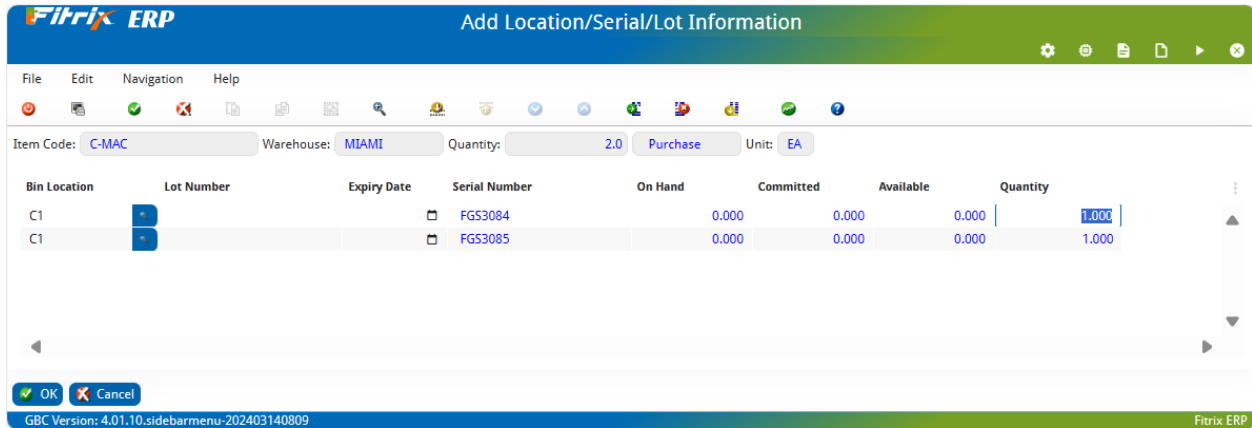 Fitrix ERP
Add Location/Serial/Lot Information
File Edit Navigation Help
Item Code: C-MAC Warehouse: MIAMI Quantity: 2.0 Purchase Unit: EA
Bin Location Lot Number Expiry Date Serial Number On Hand Committed Available Quantity
C1 FGS3084 0.000 0.000 0.000 1.000
C1 FGS3085 0.000 0.000 0.000 1.000
OK Cancel
GBC Version: 4.01.10.sidebarmenu-202403140809 Fitrix ERP